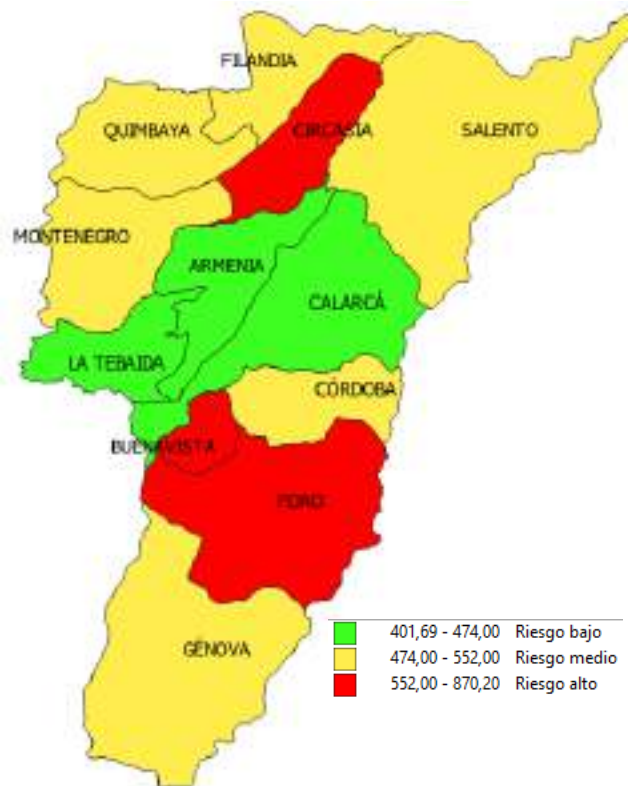 FILANDIA
QUIMBAYA
CIRCASIA
SALENTO
MONTENEGRO
ARMENIA
CALARCÁ
LA TEBAIDA
CÓRDOBA
BUENAVISTA
PIJAO
GÉNOVA
401,69 - 474,00 Riesgo bajo
474,00 - 552,00 Riesgo medio
552,00 - 870,20 Riesgo alto